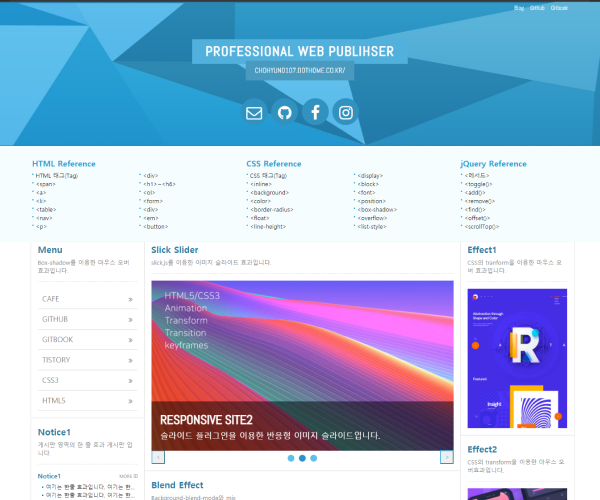 Blog GitHub Gitbook
PROFESSIONAL WEB PUBLIHSER
CHOHYUN0107.DOTHOME.CO.KR/
HTML Reference
HTML 태그(Tag)
<span>
<a>
<li>
<table>
<nav>
<p>
<div>
<h1> ~ <h6>
<ol>
<form>
<div>
<em>
<button>
CSS Reference
CSS 태그(Tag)
<inline>
<background>
<color>
<border-radius>
<float>
<line-height>
<display>
<block>
<font>
<position>
<box-shadow>
<overflow>
<list-style>
jQuery Reference
<메서드>
<toggle()>
<add()>
<remove()>
<find()>
<offset()>
<scrollTop()>
Menu
Box-shadow를 이용한 마우스 오버
효과입니다.
CAFE »
GITHUB »
GITBOOK »
TISTORY »
CSS3 »
HTML5 »
Notice1
게시판 영역의 한 줄 효과 게시판 입
니다.
Notice1
여기는 한줄 효과입니다. 여기는 한...
여기는 한줄 효과입니다. 여기는 한...
Slick Slider
slick.js를 이용한 이미지 슬라이드 효과입니다.
HTML5/CSS3
Animation
Transform
Transition
keyframes
RESPONSIVE SITE2
슬라이드 플러그인을 이용한 반응형 이미지 슬라이드입니다.
Blend Effect
Background-blend-mode와 mix
Effect1
CSS의 tranform을 이용한 마우스 오
버 효과입니다.
Abstraction through
Shape and Color
R
Featured
Insight
Effect2
CSS의 transform를 이용한 마우스 오
버 효과입니다.